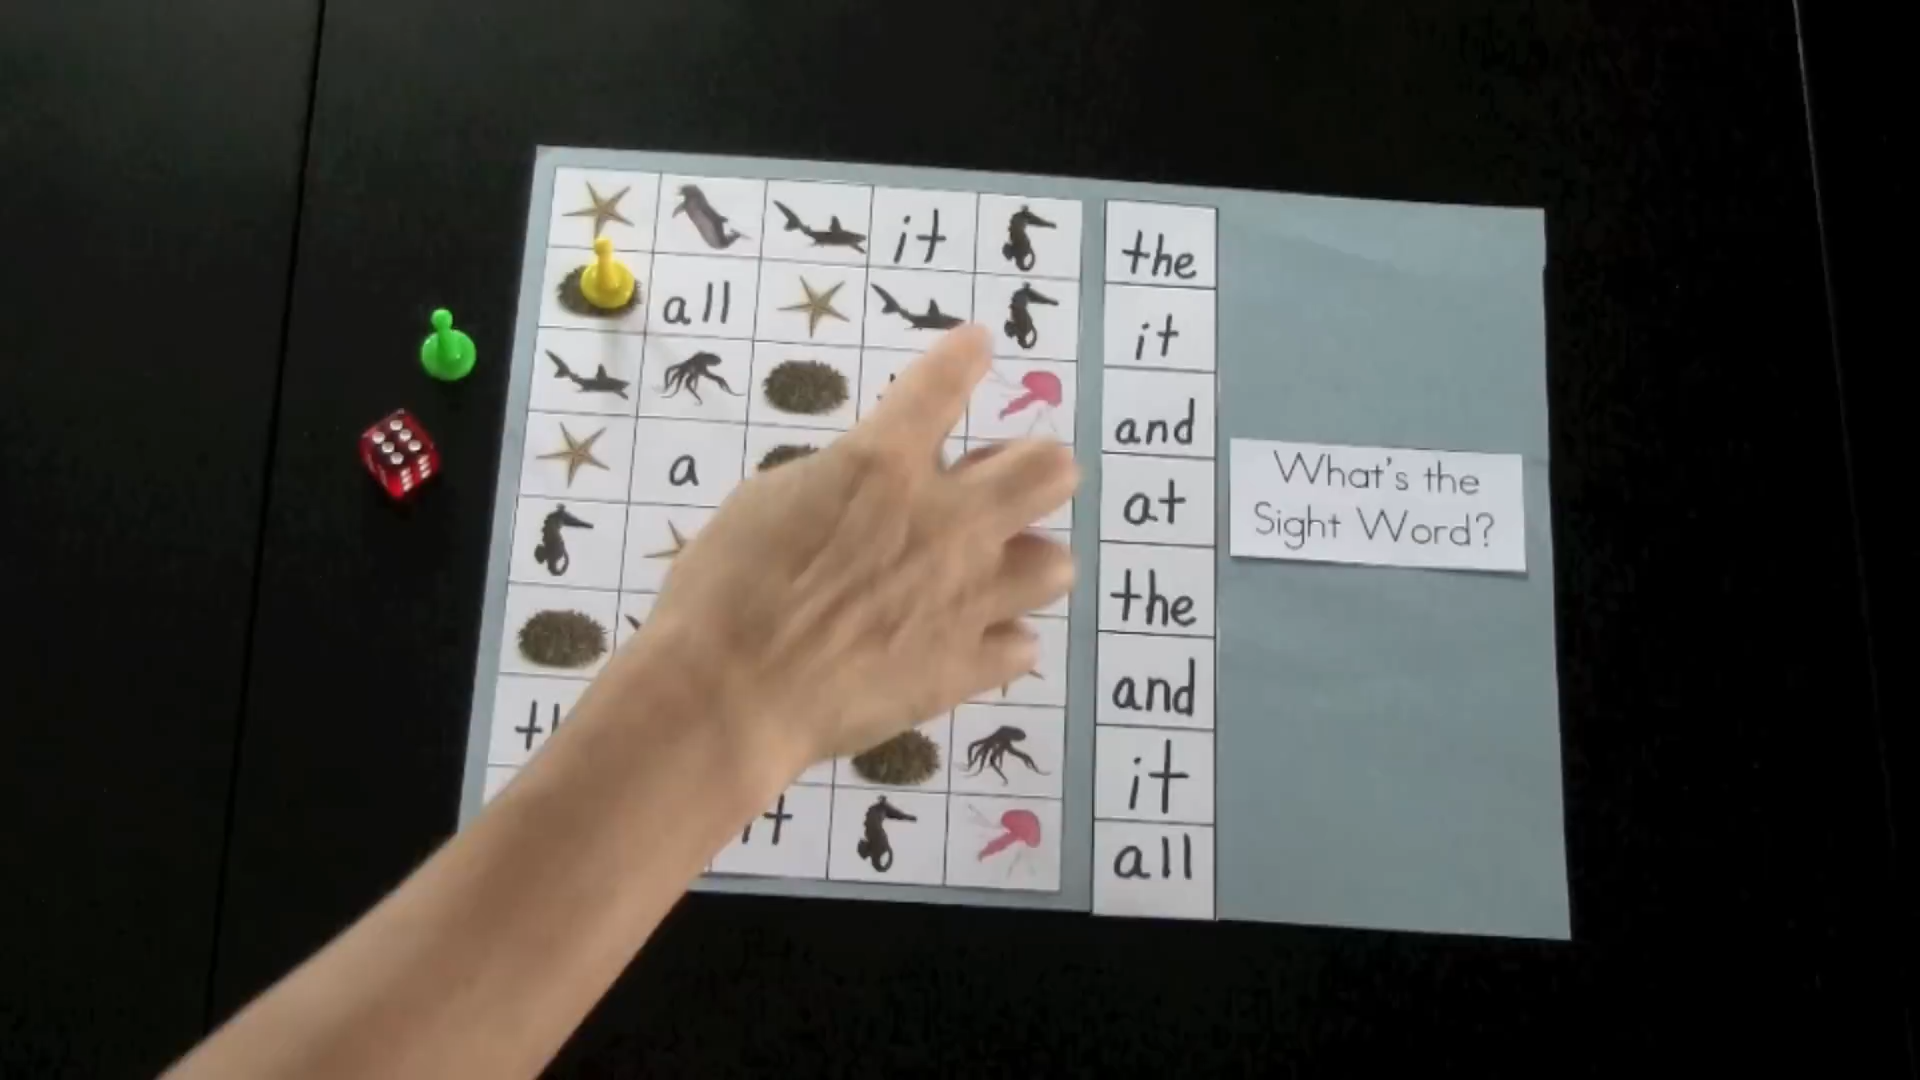 it
all
a
it
the
it
and
at
the
and
it
all
What's the
Sight Word?